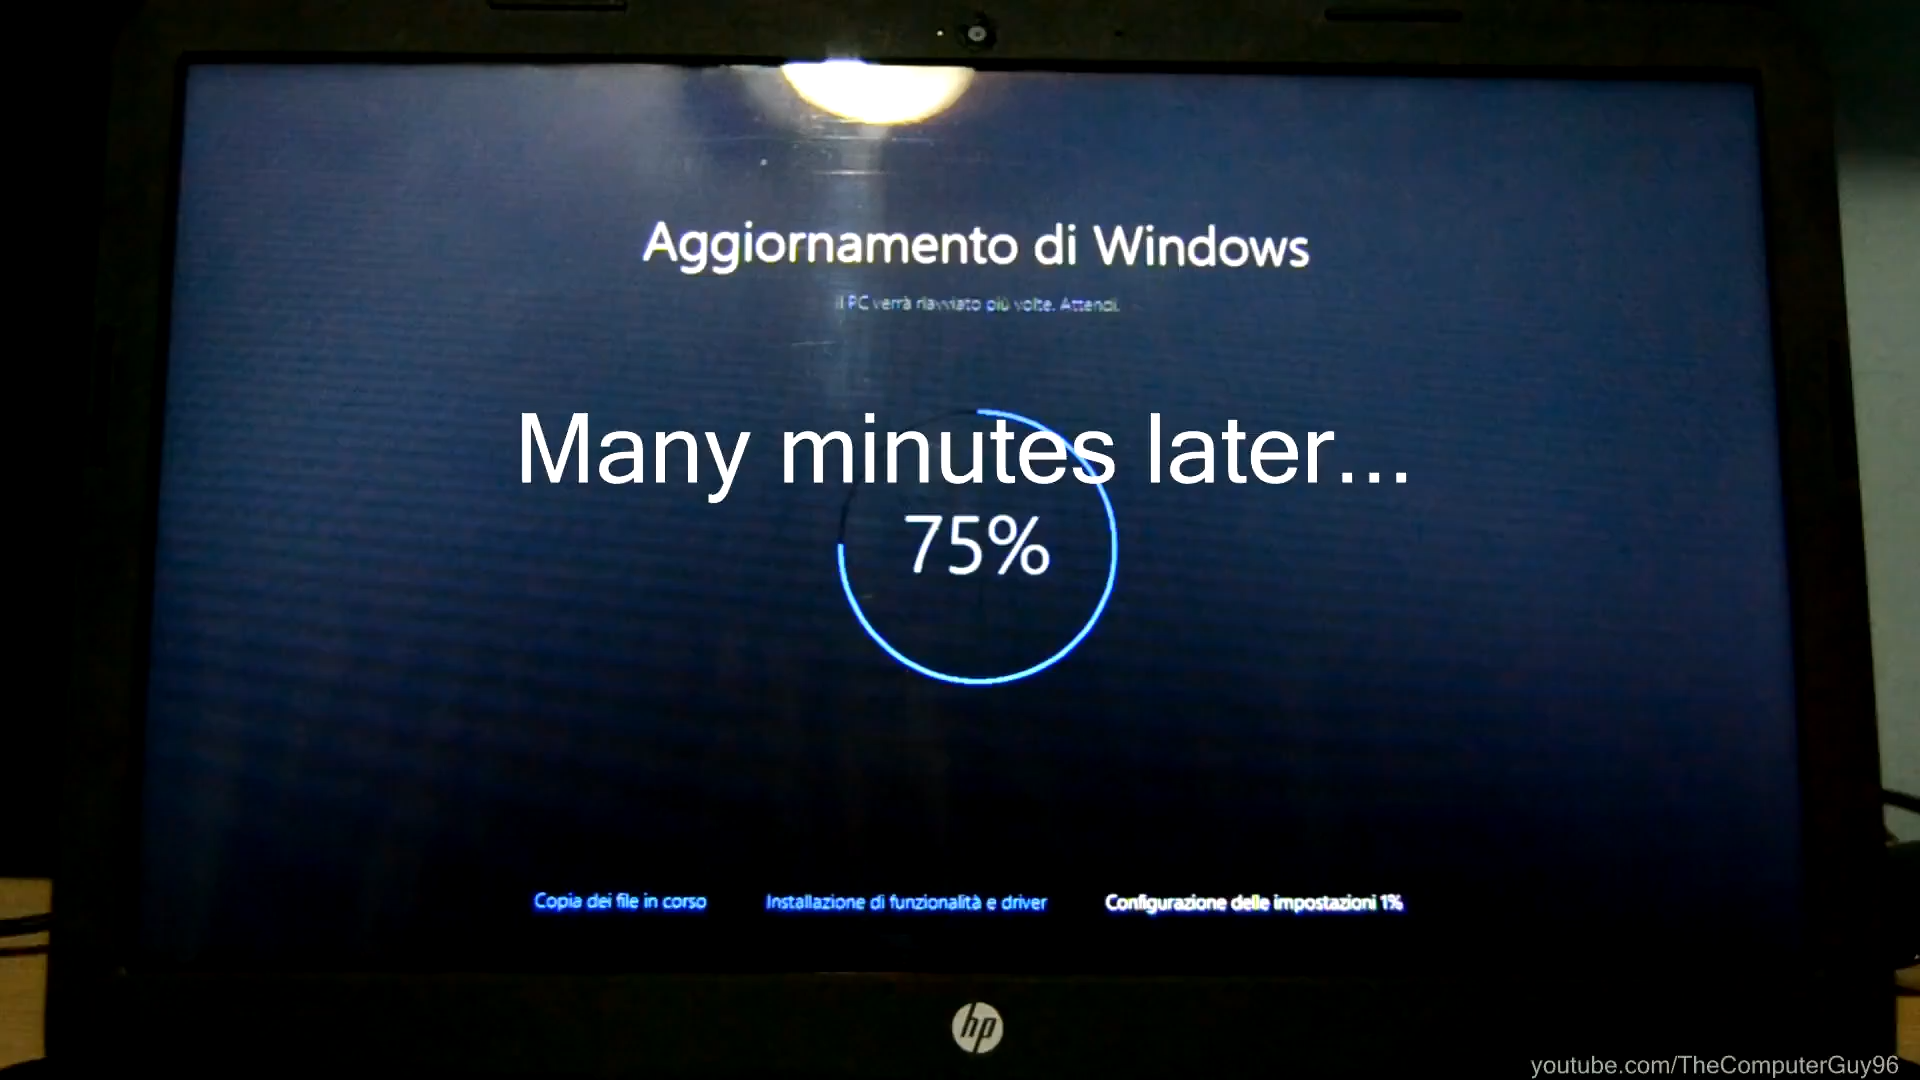 Aggiornamento di Windows
Il PC verrà riavviato più volte. Attendi.
Many minutes later...
75%
Copia dei file in corso Installazione di funzionalità e driver Configurazione delle impostazioni 1%
hp
youtube.com/TheComputerGuy96